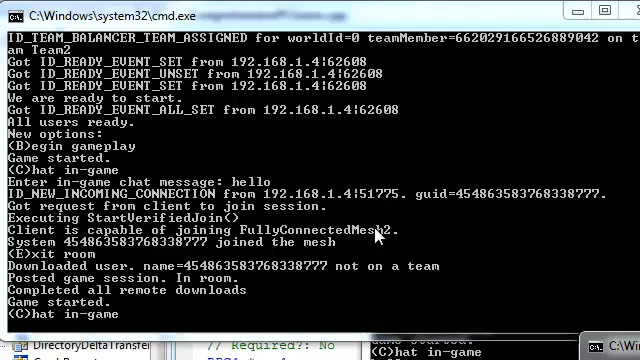 C:\Windows\system32\cmd.exe
ID_TEAM_BALANCER_TEAM_ASSIGNED for worldId=0 teamMember=662029166526889042 on te
am Team2
Got ID_READY_EVENT_SET from 192.168.1.4|62608
Got ID_READY_EVENT_UNSET from 192.168.1.4|62608
Got ID_READY_EVENT_SET from 192.168.1.4|62608
We are ready to start.
Got ID_READY_EVENT_ALL_SET from 192.168.1.4|62608
All users ready.
New options:
(B)egin gameplay
Game started.
(C)hat in-game
Enter in-game chat message: hello
ID_NEW_INCOMING_CONNECTION from 192.168.1.4|51775. guid=454863583768338777.
Got request from client to join session.
Executing StartVerifiedJoin()
Client is capable of joining FullyConnectedMesh2.
System 454863583768338777 joined the mesh
(E)xit room
Downloaded user. name=454863583768338777 not on a team
Posted game session. In room.
Completed all remote downloads
Game started.
(C)hat in-game
DirectoryDeltaTransfer
// Required?: No
(C)hat in-game
C:\Wi